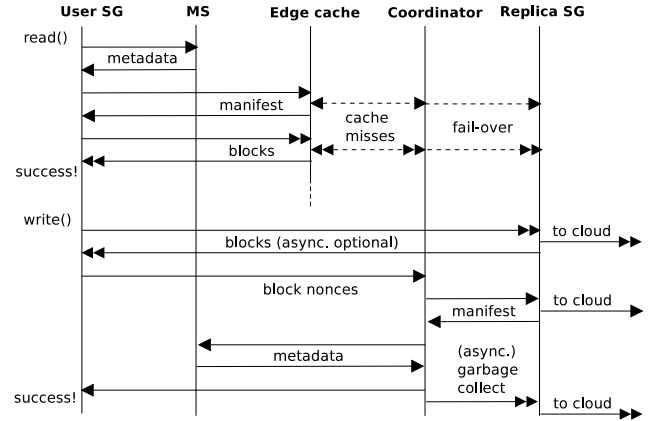 User SG MS Edge cache Coordinator Replica SG
read()
metadata
manifest
cache
misses
fail-over
blocks
success!
write()
to cloud
blocks (async. optional)
block nonces
to cloud
manifest
metadata
(async.)
garbage
collect
success!
to cloud